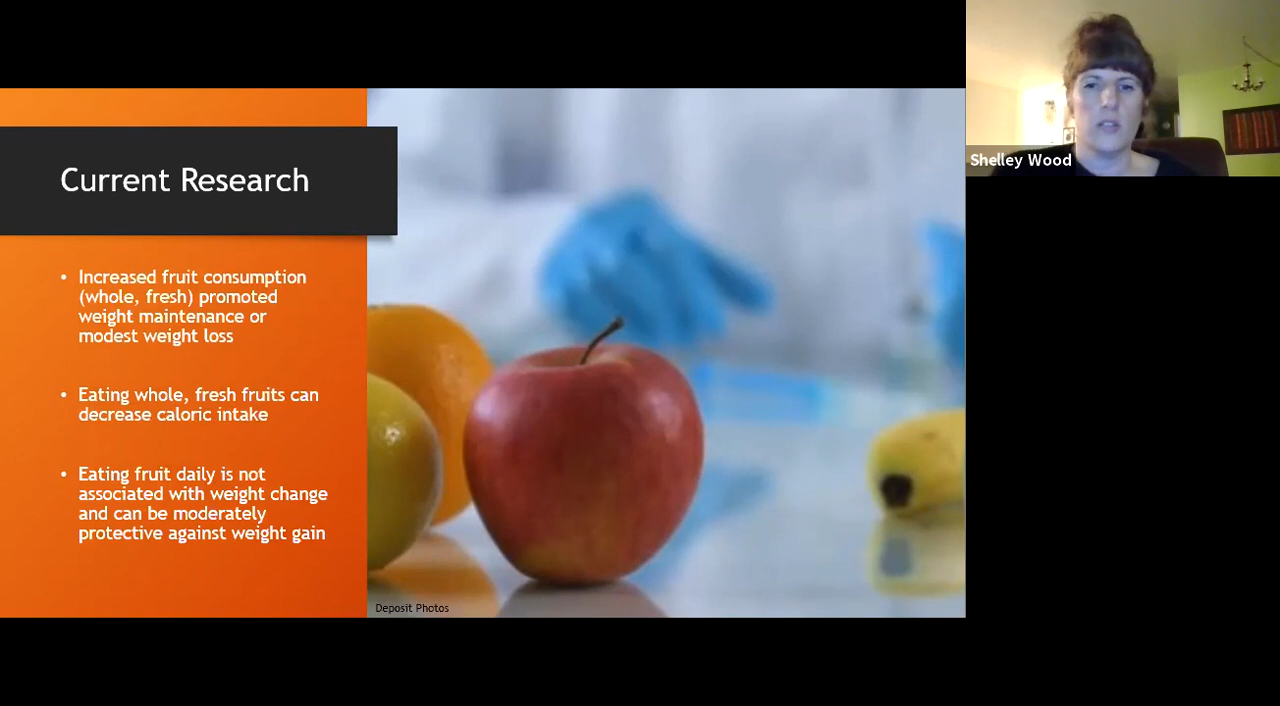 Current Research
• Increased fruit consumption
(whole, fresh) promoted
weight maintenance or
modest weight loss
• Eating whole, fresh fruits can
decrease caloric intake
• Eating fruit daily is not
associated with weight change
and can be moderately
protective against weight gain
Deposit Photos
Shelley Wood